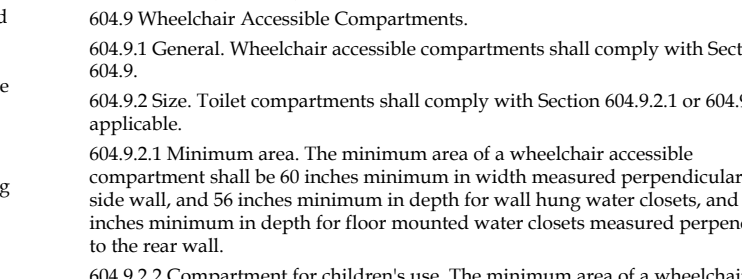 604.9 Wheelchair Accessible Compartments.
604.9.1 General. Wheelchair accessible compartments shall comply with
604.9.
604.9.2 Size. Toilet compartments shall comply with Section 604.9.2.1 or
applicable.
604.9.2.1 Minimum area. The minimum area of a wheelchair accessible
compartment shall be 60 inches minimum in width measured perpendicular
side wall, and 56 inches minimum in depth for wall hung water closets, and
inches minimum in depth for floor mounted water closets measured
to the rear wall.
604.9.2.2 Compartment for children's use. The minimum area of a